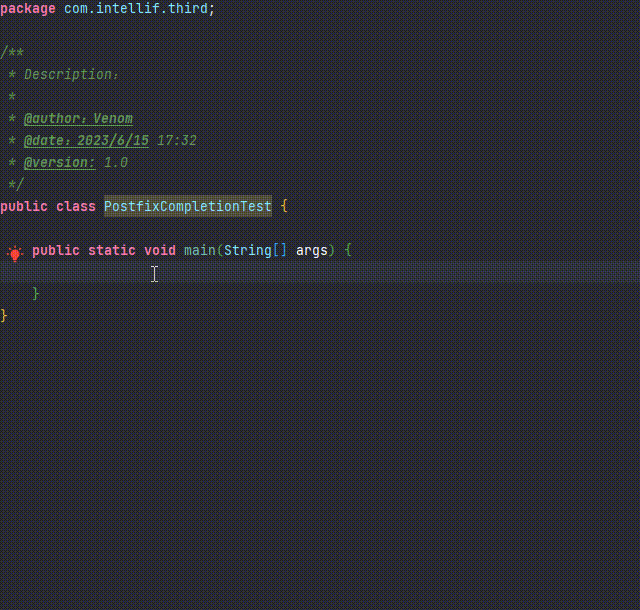 package com.intellif.third;
/**
 * Description：
 *
 * @author：Venom
 * @date：2023/6/15 17:32
 * @version: 1.0
 */
public class PostfixCompletionTest {
    public static void main(String[] args) {
    }
}